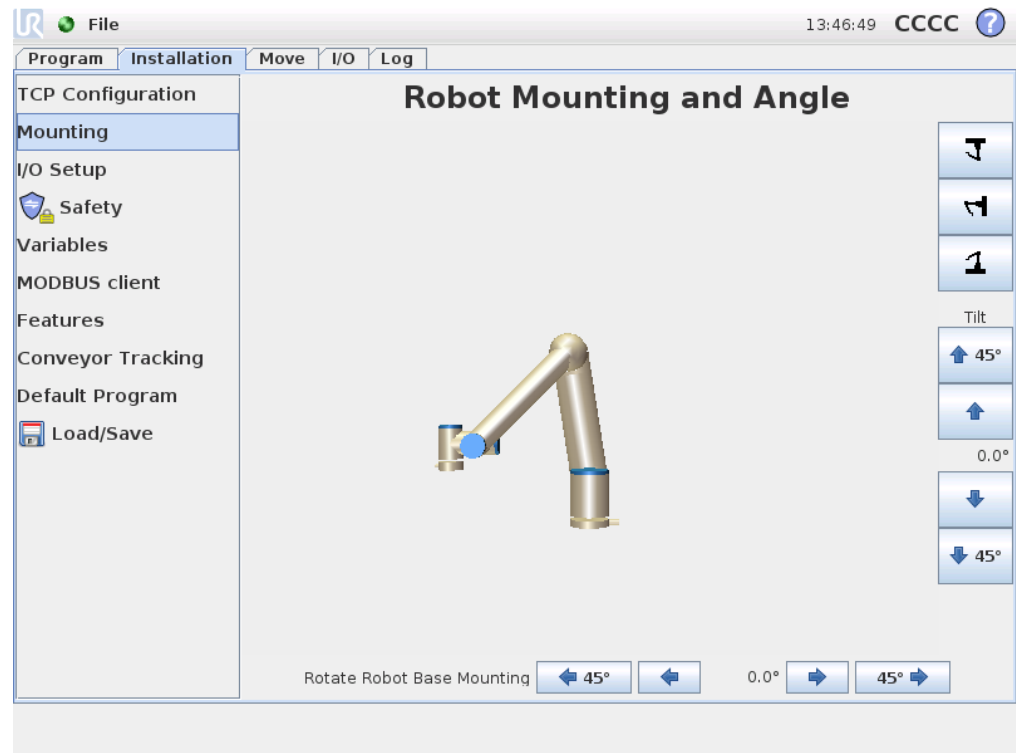 UR File 13:46:49 CCCC ?
Program Installation Move I/O Log
TCP Configuration
Mounting
I/O Setup
Safety
Variables
MODBUS client
Features
Conveyor Tracking
Default Program
Load/Save
Robot Mounting and Angle
Tilt
45°
0.0°
45°
Rotate Robot Base Mounting 45° 0.0° 45°